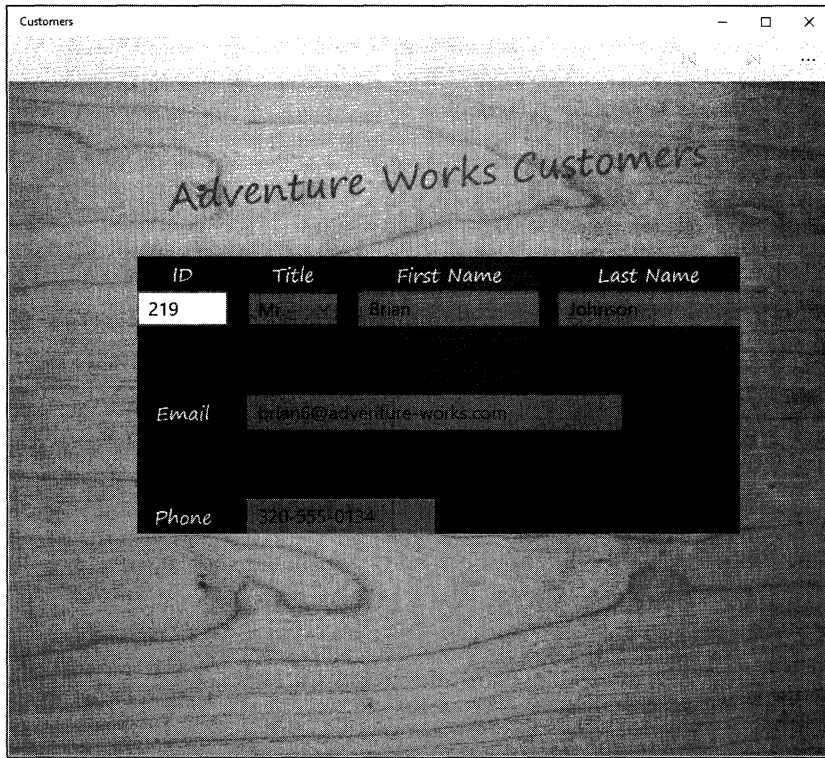 Customers
Adventure Works Customers
ID Title First Name Last Name
219 Mr Brian Johnson
Email brian6@adventure-works.com
Phone 320-555-0134